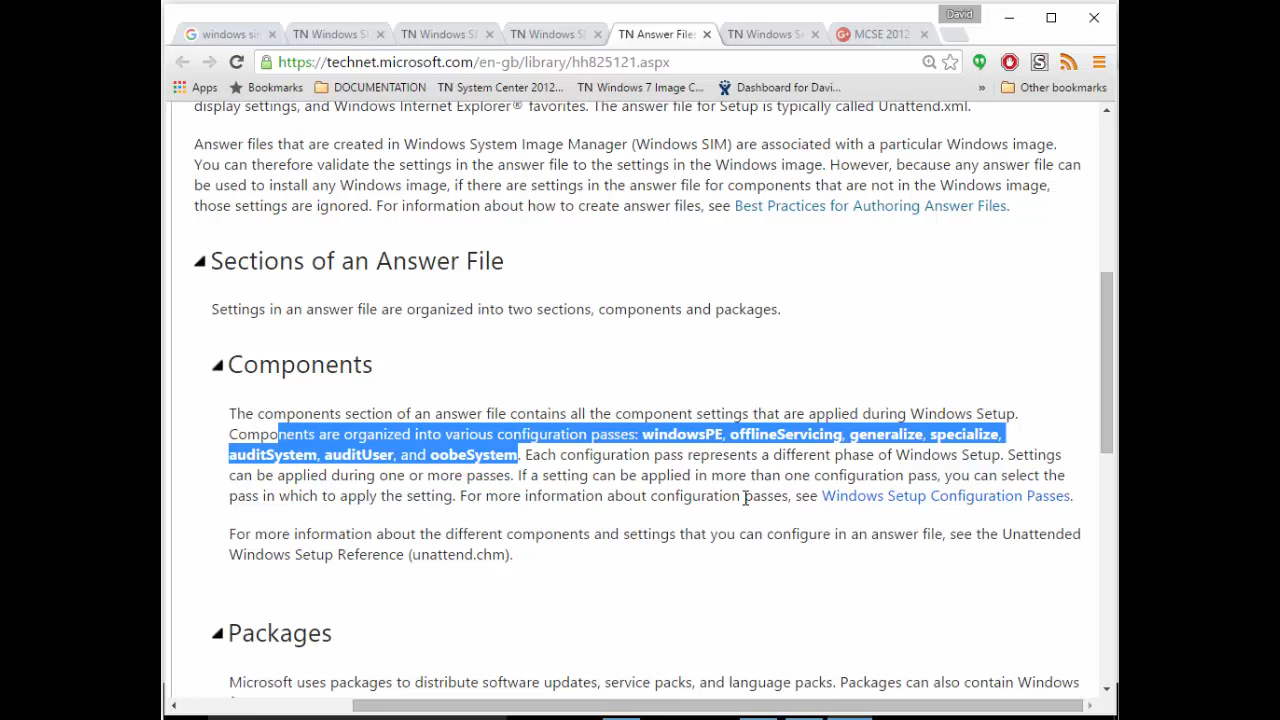 David
windows si
TN Windows S
TN Windows S
TN Windows S
TN Answer File
TN Windows S
MCSE 2012
https://technet.microsoft.com/en-gb/library/hh825121.aspx
Apps
Bookmarks
DOCUMENTATION
TN System Center 2012...
TN Windows 7 Image C...
Dashboard for Davi...
»
Other bookmarks
display settings, and Windows Internet Explorer® favorites. The answer file for Setup is typically called Unattend.xml.
Answer files that are created in Windows System Image Manager (Windows SIM) are associated with a particular Windows image.
You can therefore validate the settings in the answer file to the settings in the Windows image. However, because any answer file can
be used to install any Windows image, if there are settings in the answer file for components that are not in the Windows image,
those settings are ignored. For information about how to create answer files, see Best Practices for Authoring Answer Files.
Sections of an Answer File
Settings in an answer file are organized into two sections, components and packages.
Components
The components section of an answer file contains all the component settings that are applied during Windows Setup.
Components are organized into various configuration passes: windowsPE, offlineServicing, generalize, specialize,
auditSystem, auditUser, and oobeSystem. Each configuration pass represents a different phase of Windows Setup. Settings
can be applied during one or more passes. If a setting can be applied in more than one configuration pass, you can select the
pass in which to apply the setting. For more information about configuration passes, see Windows Setup Configuration Passes.
For more information about the different components and settings that you can configure in an answer file, see the Unattended
Windows Setup Reference (unattend.chm).
Packages
Microsoft uses packages to distribute software updates, service packs, and language packs. Packages can also contain Windows